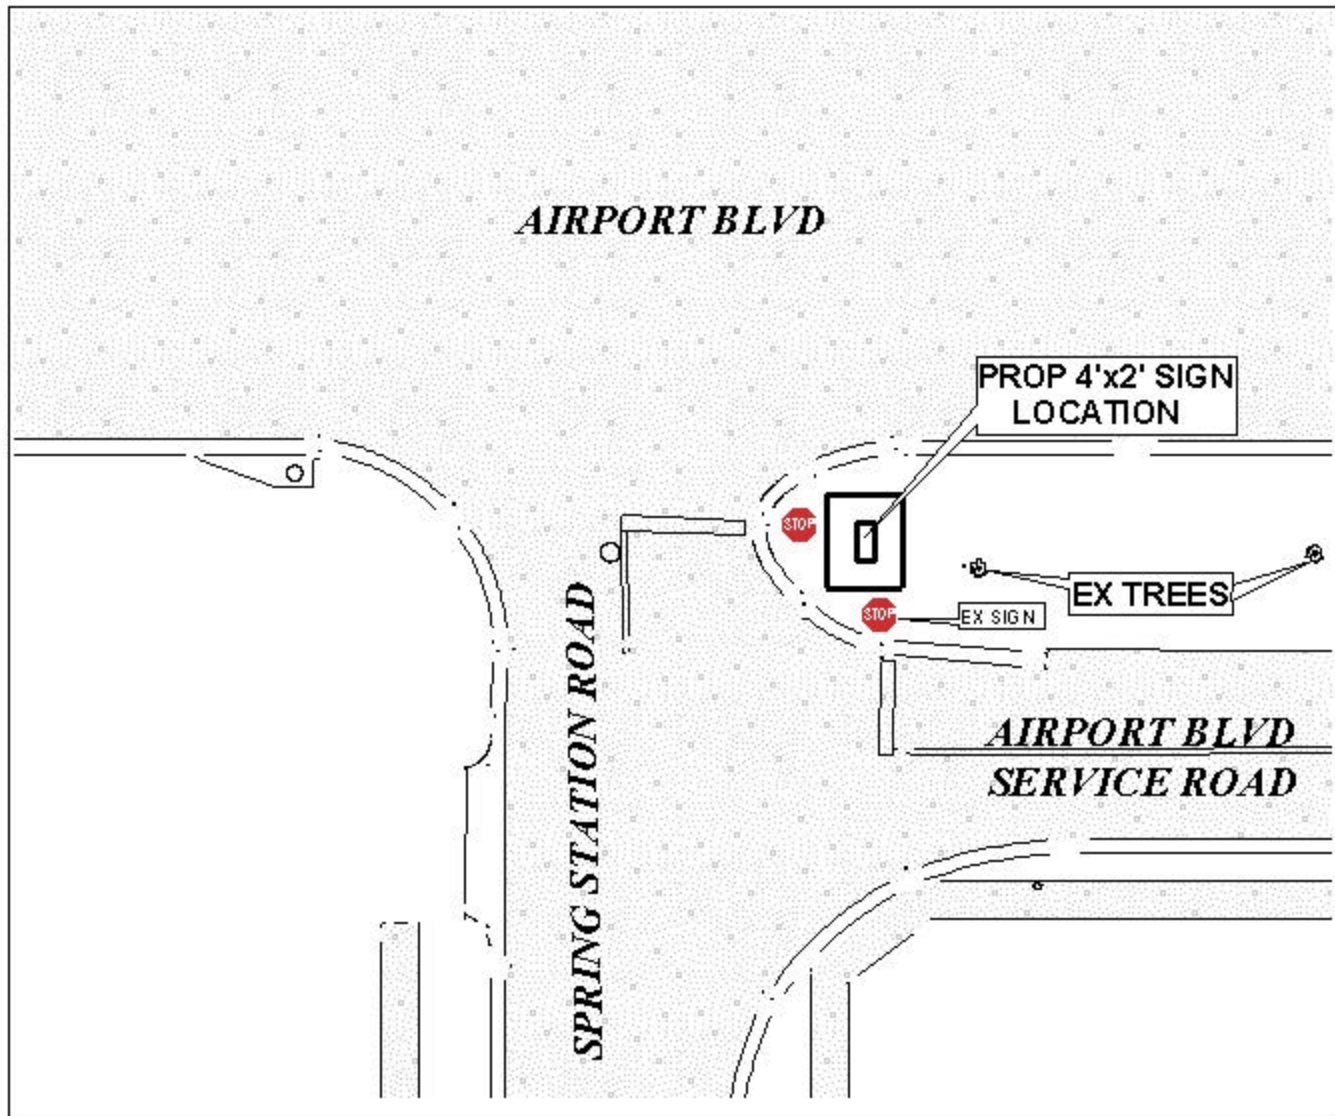 AIRPORT BLVD
PROP 4'x2' SIGN
LOCATION
STOP
EX TREES
STOP
EX SIGN
SPRING STATION ROAD
AIRPORT BLVD
SERVICE ROAD